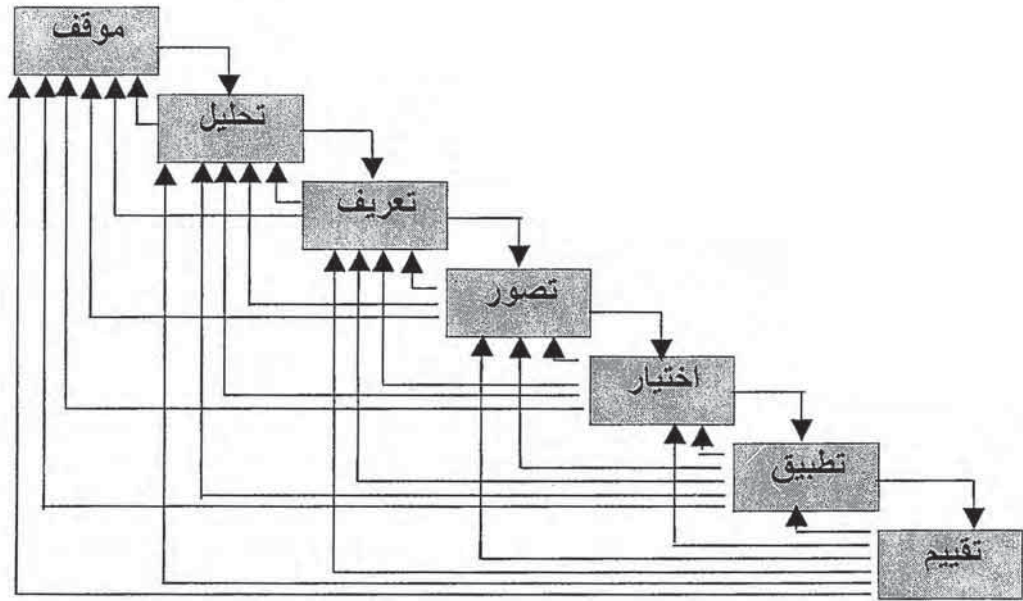 موقف
تحليل
تعريف
تصور
اختيار
تطبيق
تقييم